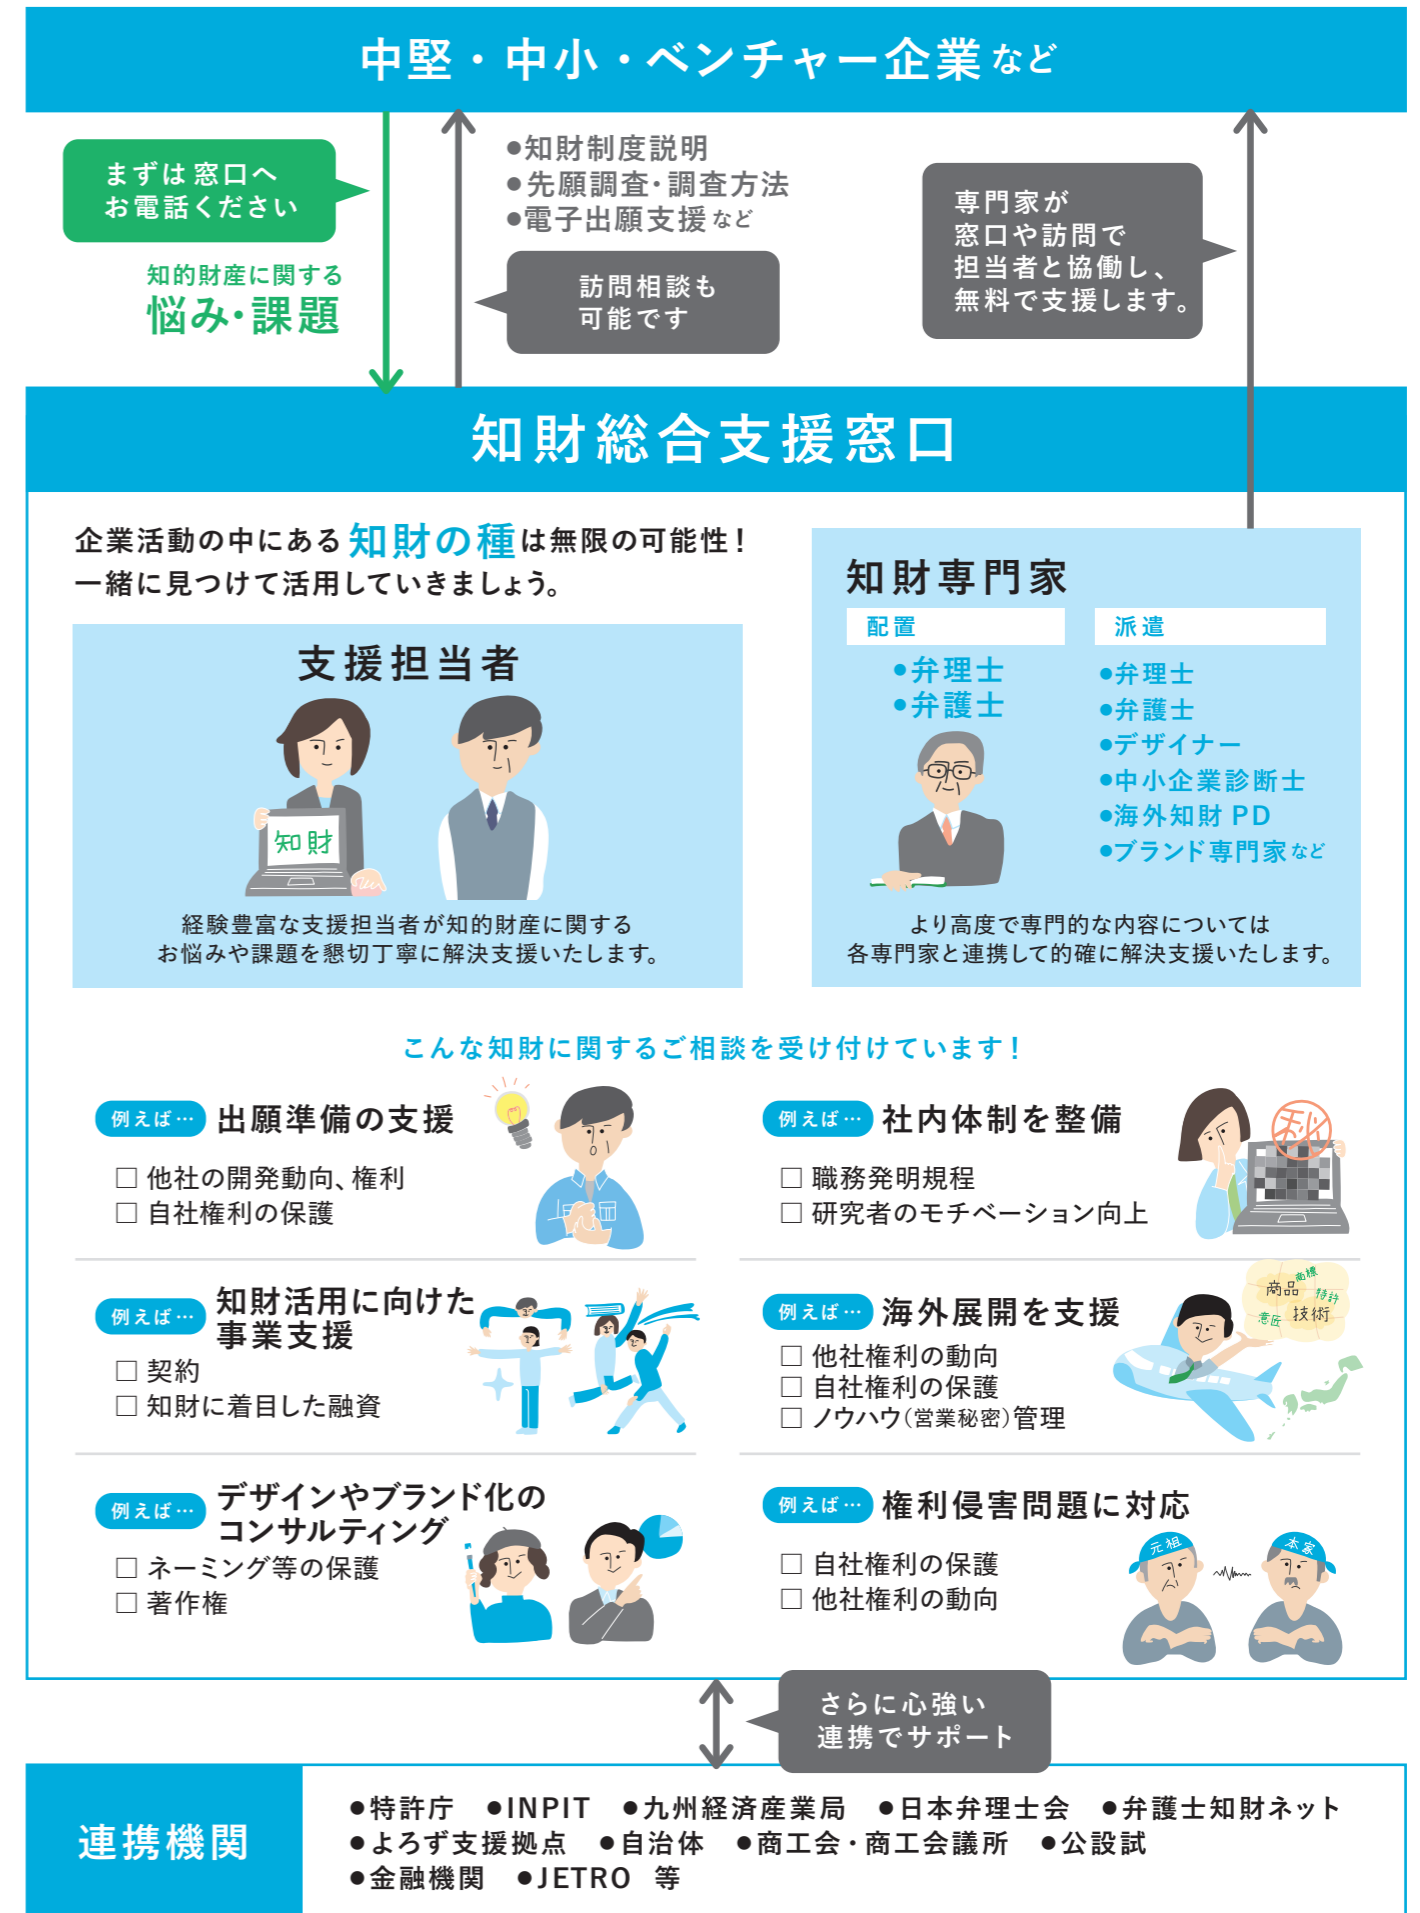 中堅・中小・ベンチャー企業など
まずは窓口へ
お電話ください
知的財産に関する
悩み・課題
●知財制度説明
●先願調査・調査方法
●電子出願支援など
訪問相談も
可能です
専門家が
窓口や訪問で
担当者と協働し、
無料で支援します。
知財総合支援窓口
企業活動の中にある知財の種は無限の可能性!
一緒に見つけて活用していきましょう。
支援担当者
知財
経験豊富な支援担当者が知的財産に関する
お悩みや課題を懇切丁寧に解決支援いたします。
知財専門家
配置
●弁理士
●弁護士
派遣
●弁理士
●弁護士
●デザイナー
●中小企業診断士
●海外知財 PD
●ブランド専門家など
より高度で専門的な内容については
各専門家と連携して的確に解決支援いたします。
こんな知財に関するご相談を受け付けています!
例えば… 出願準備の支援
□ 他社の開発動向、権利
□ 自社権利の保護
例えば… 社内体制を整備
□ 職務発明規程
□ 研究者のモチベーション向上
秘
例えば… 知財活用に向けた
事業支援
□ 契約
□ 知財に着目した融資
例えば… 海外展開を支援
□ 他社権利の動向
□ 自社権利の保護
□ ノウハウ(営業秘密)管理
商品
商標
特許
意匠
技術
例えば… デザインやブランド化の
コンサルティング
□ ネーミング等の保護
□ 著作権
例えば… 権利侵害問題に対応
□ 自社権利の保護
□ 他社権利の動向
元祖
本家
さらに心強い
連携でサポート
連携機関
●特許庁 ●INPIT ●九州経済産業局 ●日本弁理士会 ●弁護士知財ネット
●よろず支援拠点 ●自治体 ●商工会・商工会議所 ●公設試
●金融機関 ●JETRO 等